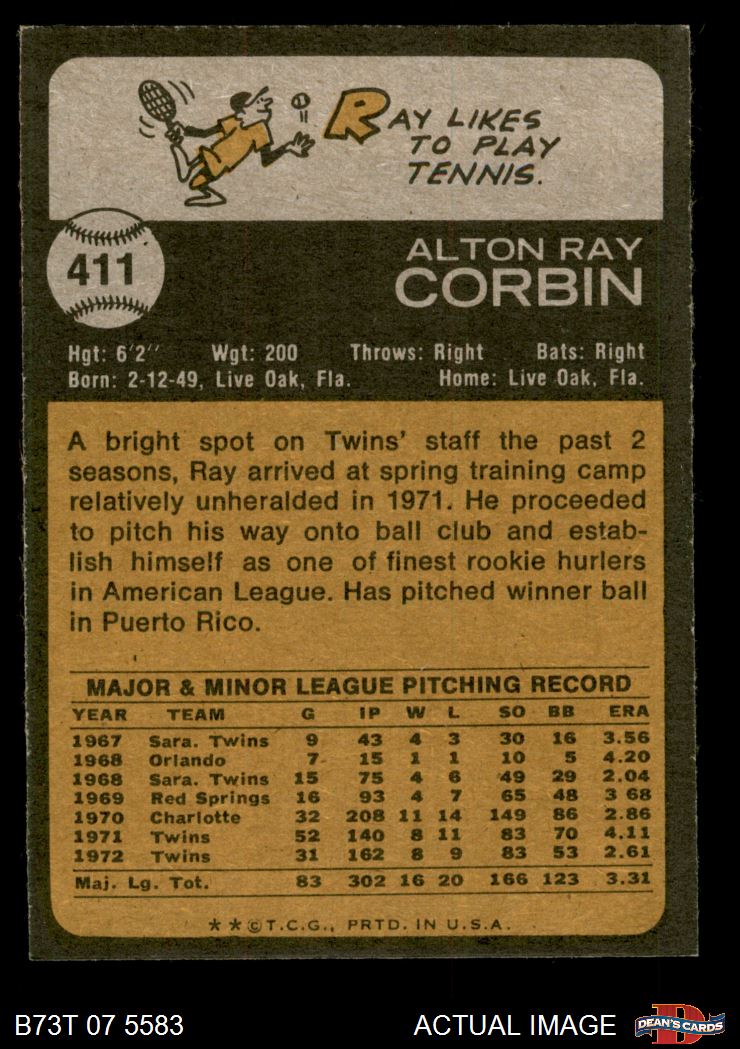 RAY LIKES
TO PLAY
TENNIS.
411
ALTON RAY
CORBIN
Hgt: 6'2" Wgt: 200 Throws: Right Bats: Right
Born: 2-12-49, Live Oak, Fla. Home: Live Oak, Fla.
A bright spot on Twins' staff the past 2
seasons, Ray arrived at spring training camp
relatively unheralded in 1971. He proceeded
to pitch his way onto ball club and estab-
lish himself as one of finest rookie hurlers
in American League. Has pitched winner ball
in Puerto Rico.
MAJOR & MINOR LEAGUE PITCHING RECORD
YEAR TEAM G IP W L SO BB ERA
1967 Sara. Twins 9 43 4 3 30 16 3.56
1968 Orlando 7 15 1 1 10 5 4.20
1968 Sara. Twins 15 75 4 6 49 29 2.04
1969 Red Springs 16 93 4 7 65 48 3 68
1970 Charlotte 32 208 11 14 149 86 2.86
1971 Twins 52 140 8 11 83 70 4.11
1972 Twins 31 162 8 9 83 53 2.61
Maj. Lg. Tot. 83 302 16 20 166 123 3.31
★ ★ © T.C.G., PRTD. IN U.S.A.
B73T 07 5583 ACTUAL IMAGE DEAN'S CARDS